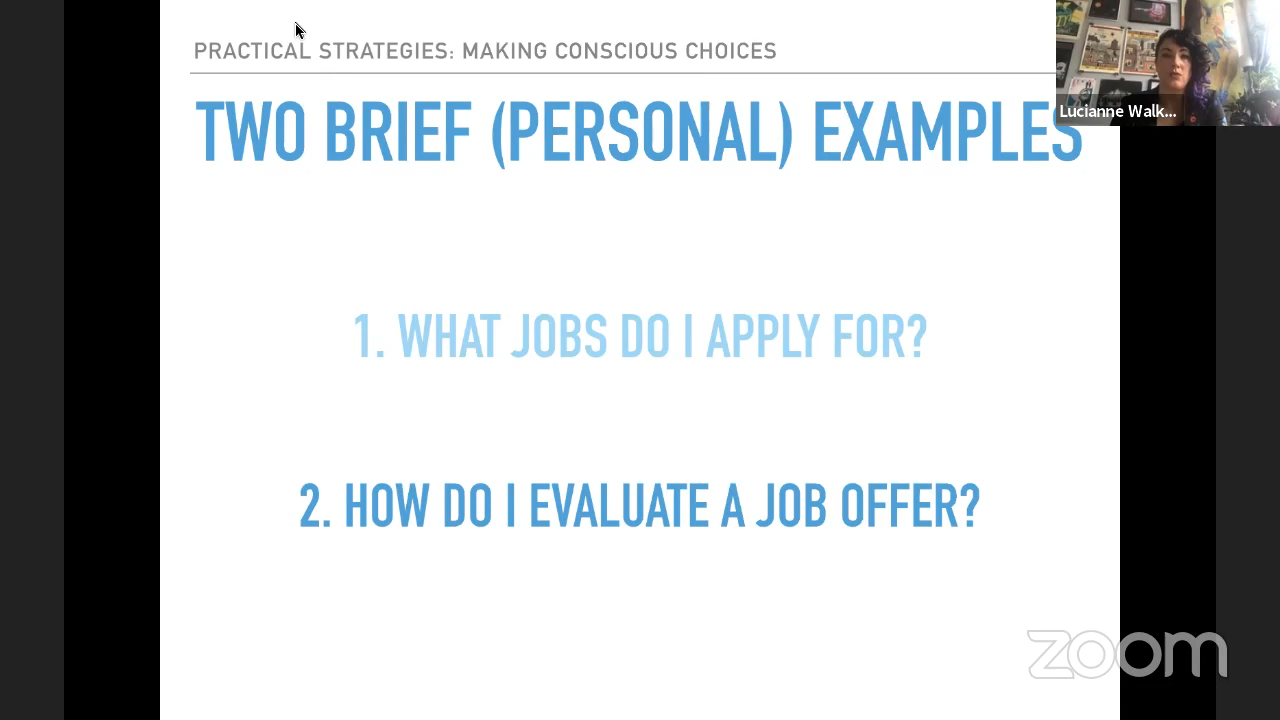 PRACTICAL STRATEGIES: MAKING CONSCIOUS CHOICES
TWO BRIEF (PERSONAL) EXAMPLES
Lucianne Walk...
1. WHAT JOBS DO I APPLY FOR?
2. HOW DO I EVALUATE A JOB OFFER?
zoom